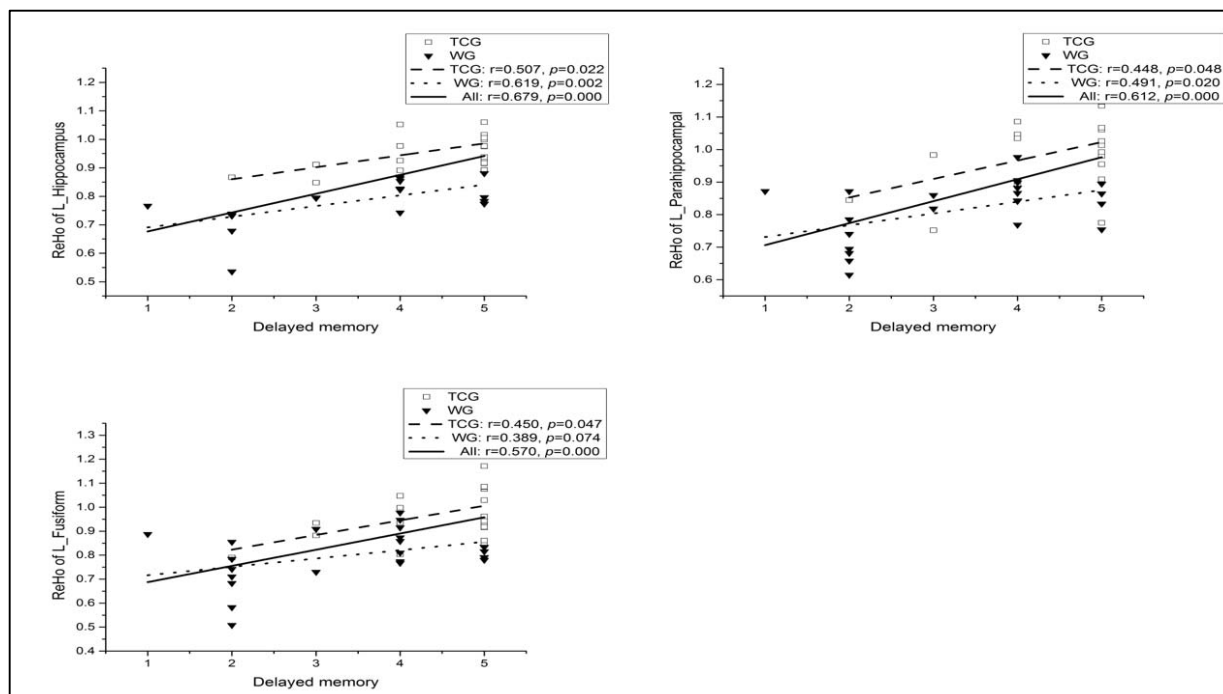 TCG
WG
TCG: r=0.507, p=0.022
WG: r=0.619, p=0.002
All: r=0.679, p=0.000
1.2
1.1
1.0
0.9
0.8
0.7
0.6
0.5
ReHo of L_Hippocampus
1
2
3
4
5
Delayed memory
TCG
WG
TCG: r=0.448, p=0.048
WG: r=0.491, p=0.020
All: r=0.612, p=0.000
1.2
1.1
1.0
0.9
0.8
0.7
0.6
ReHo of L_Parahippocampal
1
2
3
4
5
Delayed memory
TCG
WG
TCG: r=0.450, p=0.047
WG: r=0.389, p=0.074
All: r=0.570, p=0.000
1.3
1.2
1.1
1.0
0.9
0.8
0.7
0.6
0.5
0.4
ReHo of L_Fusiform
1
2
3
4
5
Delayed memory